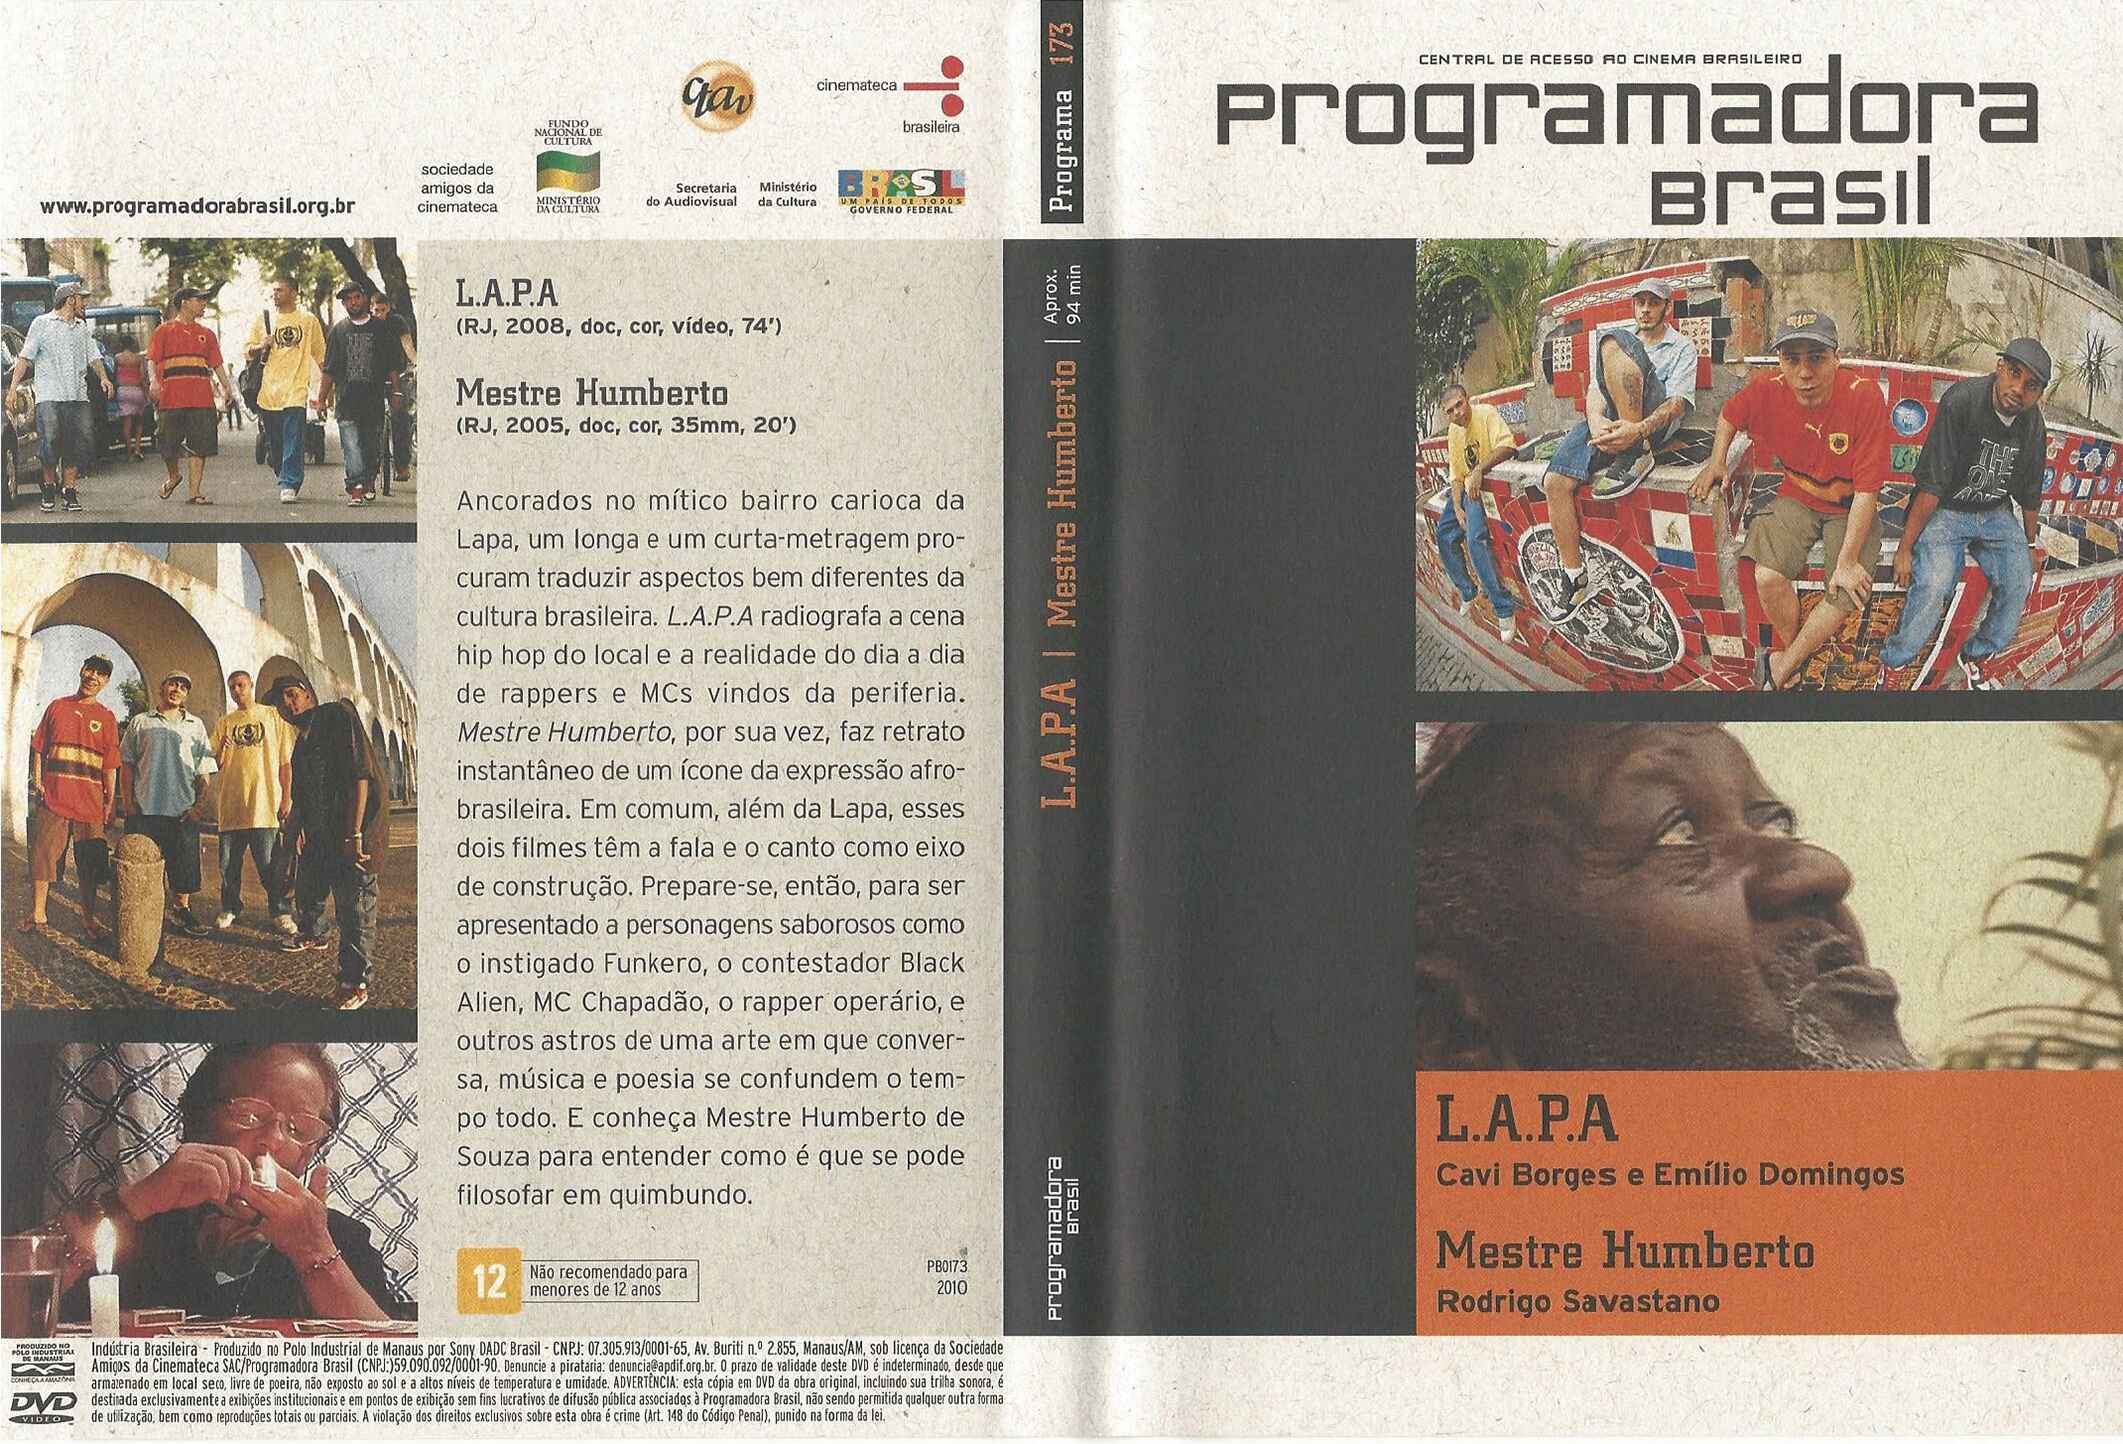 www.programadorabrasil.org.br
sociedade
amigos da
cinemateca
FUNDO
NACIONAL DE
CULTURA
MINISTÉRIO
DA CULTURA
Secretaria
do Audiovisual
Ministério
da Cultura
cinemateca
brasileira
BRASIL
UM PAÍS DE TODOS
GOVERNO FEDERAL
L.A.P.A
(RJ, 2008, doc, cor, vídeo, 74')
Mestre Humberto
(RJ, 2005, doc, cor, 35mm, 20')
Ancorados no mítico bairro carioca da
Lapa, um longa e um curta-metragem pro-
curam traduzir aspectos bem diferentes da
cultura brasileira. L.A.P.A radiografa a cena
hip hop do local e a realidade do dia a dia
de rappers e MCs vindos da periferia.
Mestre Humberto, por sua vez, faz retrato
instantâneo de um ícone da expressão afro-
brasileira. Em comum, além da Lapa, esses
dois filmes têm a fala e o canto como eixo
de construção. Prepare-se, então, para ser
apresentado a personagens saborosos como
o instigado Funkero, o contestador Black
Alien, MC Chapadão, o rapper operário, e
outros astros de uma arte em que conver-
sa, música e poesia se confundem o tem-
po todo. E conheça Mestre Humberto de
Souza para entender como é que se pode
filosofar em quimbundo.
12
Não recomendado para
menores de 12 anos
PB0173
2010
PRODUZIDO NO
PÓLO INDUSTRIAL
DE MANAUS
CONHEÇA A AMAZÔNIA
DVD
VIDEO
Indústria Brasileira - Produzido no Polo Industrial de Manaus por Sony DADC Brasil - CNPJ: 07.305.913/0001-65, Av. Buriti n.º 2.855, Manaus/AM, sob licença da Sociedade
Amigos da Cinemateca SAC/Programadora Brasil (CNPJ:)59.090.092/0001-90. Denuncie a pirataria: denuncia@apdif.org.br. O prazo de validade deste DVD é indeterminado, desde que
armazenado em local seco, livre de poeira, não exposto ao sol e a altos níveis de temperatura e umidade. ADVERTÊNCIA: esta cópia em DVD da obra original, incluindo sua trilha sonora, é
destinada exclusivamente a exibições institucionais e em pontos de exibição sem fins lucrativos de difusão pública associados à Programadora Brasil, não sendo permitida qualquer outra forma
de utilização, bem como reproduções totais ou parciais. A violação dos direitos exclusivos sobre esta obra é crime (Art. 148 do Código Penal), punido na forma da lei.
Programa 173
Aprox.
94 min
L.A.P.A | Mestre Humberto
programadora
Brasil
CENTRAL DE ACESSO AO CINEMA BRASILEIRO
programadora
Brasil
L.A.P.A
Cavi Borges e Emílio Domingos
Mestre Humberto
Rodrigo Savastano